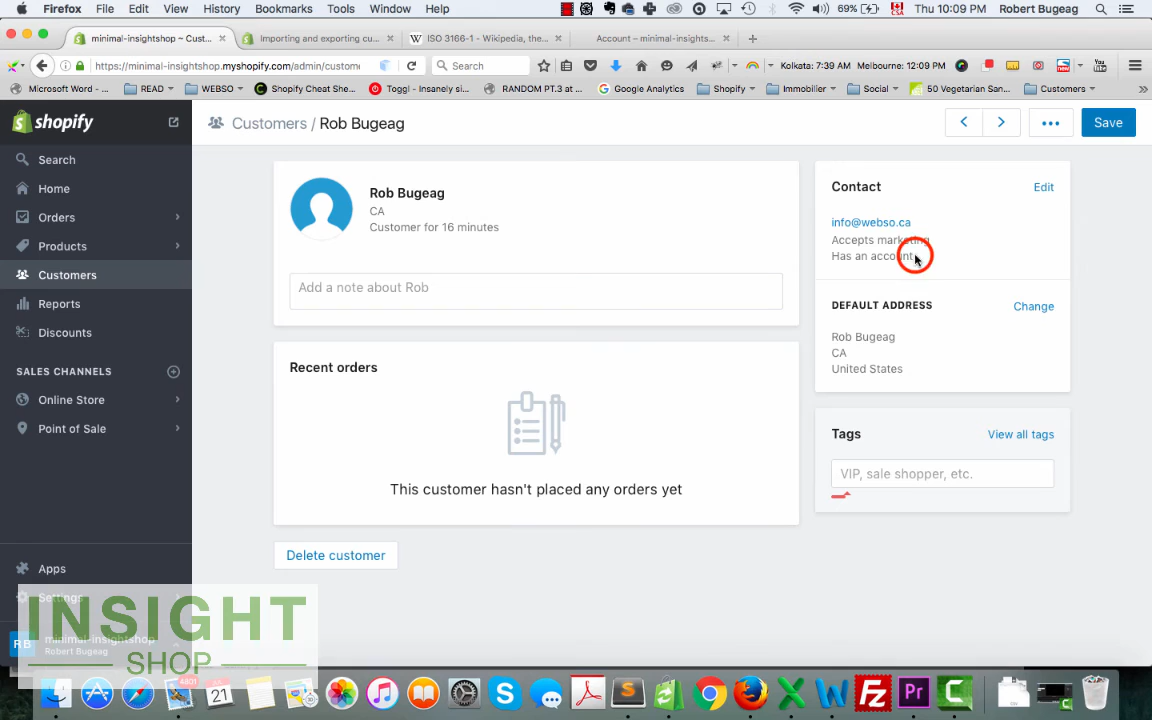 Firefox File Edit View History Bookmarks Tools Window Help 69% Thu 10:09 PM Robert Bugeag
minimal-insightshop ~ Cust... Importing and exporting cu... ISO 3166-1 - Wikipedia, the... Account – minimal-insights...
https://minimal-insightshop.myshopify.com/admin/custome Search Kolkata: 7:39 AM Melbourne: 12:09 PM
Microsoft Word -... READ WEBSO Shopify Cheat She... Toggl - Insanely si... RANDOM PT.3 at ... Google Analytics Shopify Immobilier Social 50 Vegetarian San... Customers
shopify
Customers / Rob Bugeag
Save
Search
Home
Orders
Products
Customers
Reports
Discounts
SALES CHANNELS
Online Store
Point of Sale
Apps
Settings
RB
minimal-insightshop
Robert Bugeag
Rob Bugeag
CA
Customer for 16 minutes
Add a note about Rob
Recent orders
This customer hasn't placed any orders yet
Delete customer
Contact Edit
info@webso.ca
Accepts marketing
Has an account
DEFAULT ADDRESS Change
Rob Bugeag
CA
United States
Tags View all tags
VIP, sale shopper, etc.
INSIGHT
SHOP
4801
21
Pr